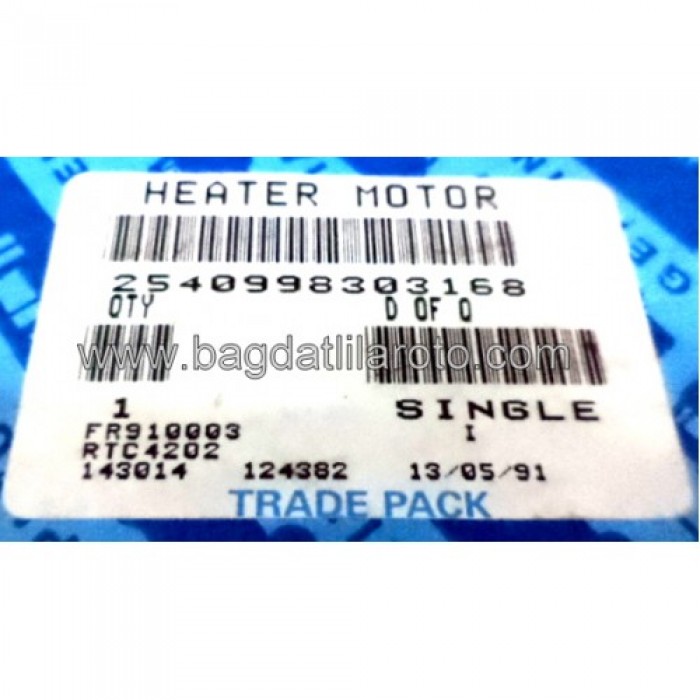 HEATER MOTOR
2540998303168
QTY D OF Q
www.bagdatlilaroto.com
1 SINGLE
FR910003 I
RTC4202
143014 124382 13/05/91
TRADE PACK